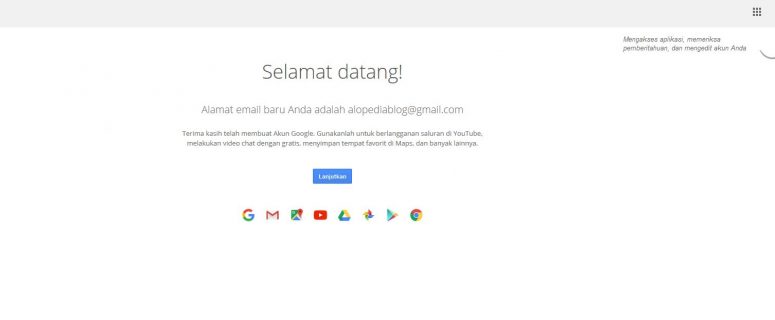 Mengakses aplikasi, memeriksa
pemberitahuan, dan mengedit akun Anda
Selamat datang!
Alamat email baru Anda adalah alopediablog@gmail.com
Terima kasih telah membuat Akun Google. Gunakanlah untuk berlangganan saluran di YouTube,
melakukan video chat dengan gratis, menyimpan tempat favorit di Maps, dan banyak lainnya.
Lanjutkan